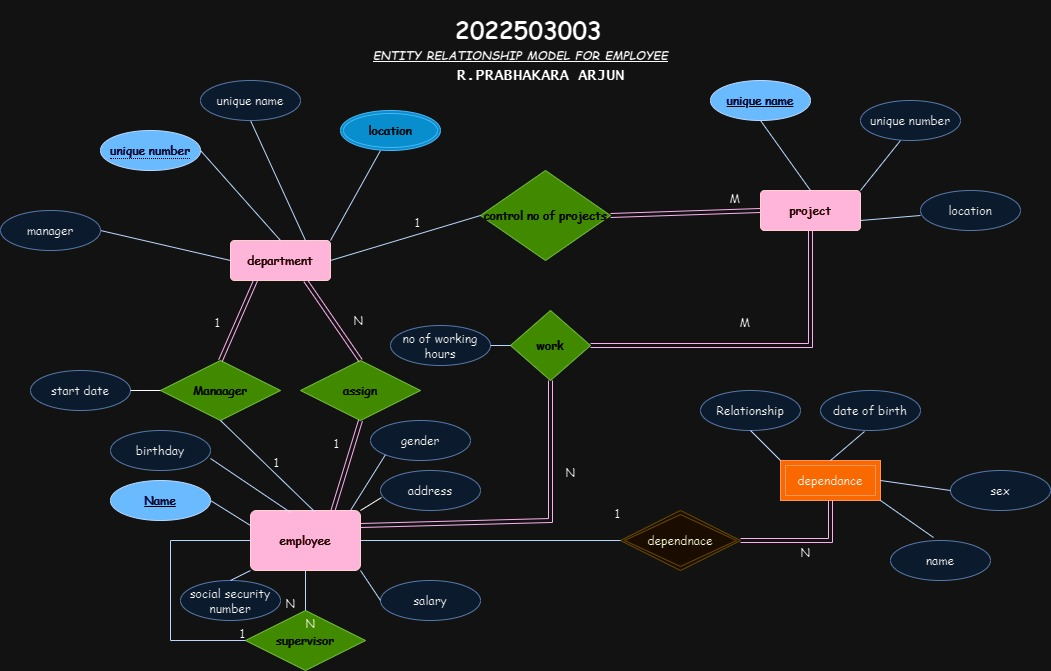 2022503003
ENTITY RELATIONSHIP MODEL FOR EMPLOYEE
R.PRABHAKARA ARJUN
unique name
location
unique number
manager
department
1
control no of projects
M
unique name
unique number
project
location
1
N
no of working
hours
work
M
start date
Manaager
assign
birthday
1
1
gender
Name
address
N
Relationship
date of birth
dependance
sex
name
employee
1
dependnace
N
social security
number
N
salary
N
1
supervisor